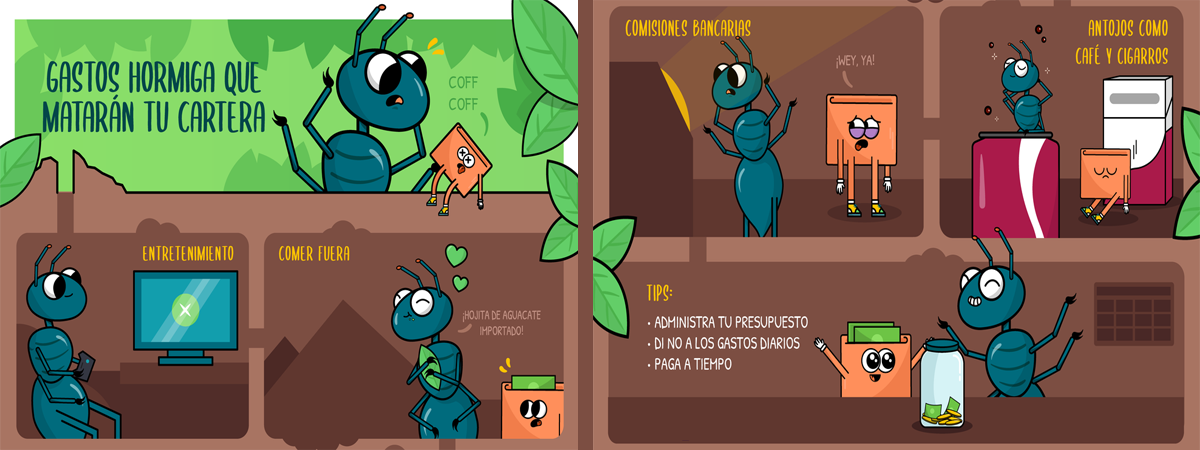 GASTOS HORMIGA QUE
MATARÁN TU CARTERA
COFF
COFF
ENTRETENIMIENTO
COMER FUERA
¡HOJITA DE AGUACATE
IMPORTADO!
COMISIONES BANCARIAS
¡WEY, YA!
ANTOJOS COMO
CAFÉ Y CIGARROS
TIPS:
• ADMINISTRA TU PRESUPUESTO
• DI NO A LOS GASTOS DIARIOS
• PAGA A TIEMPO